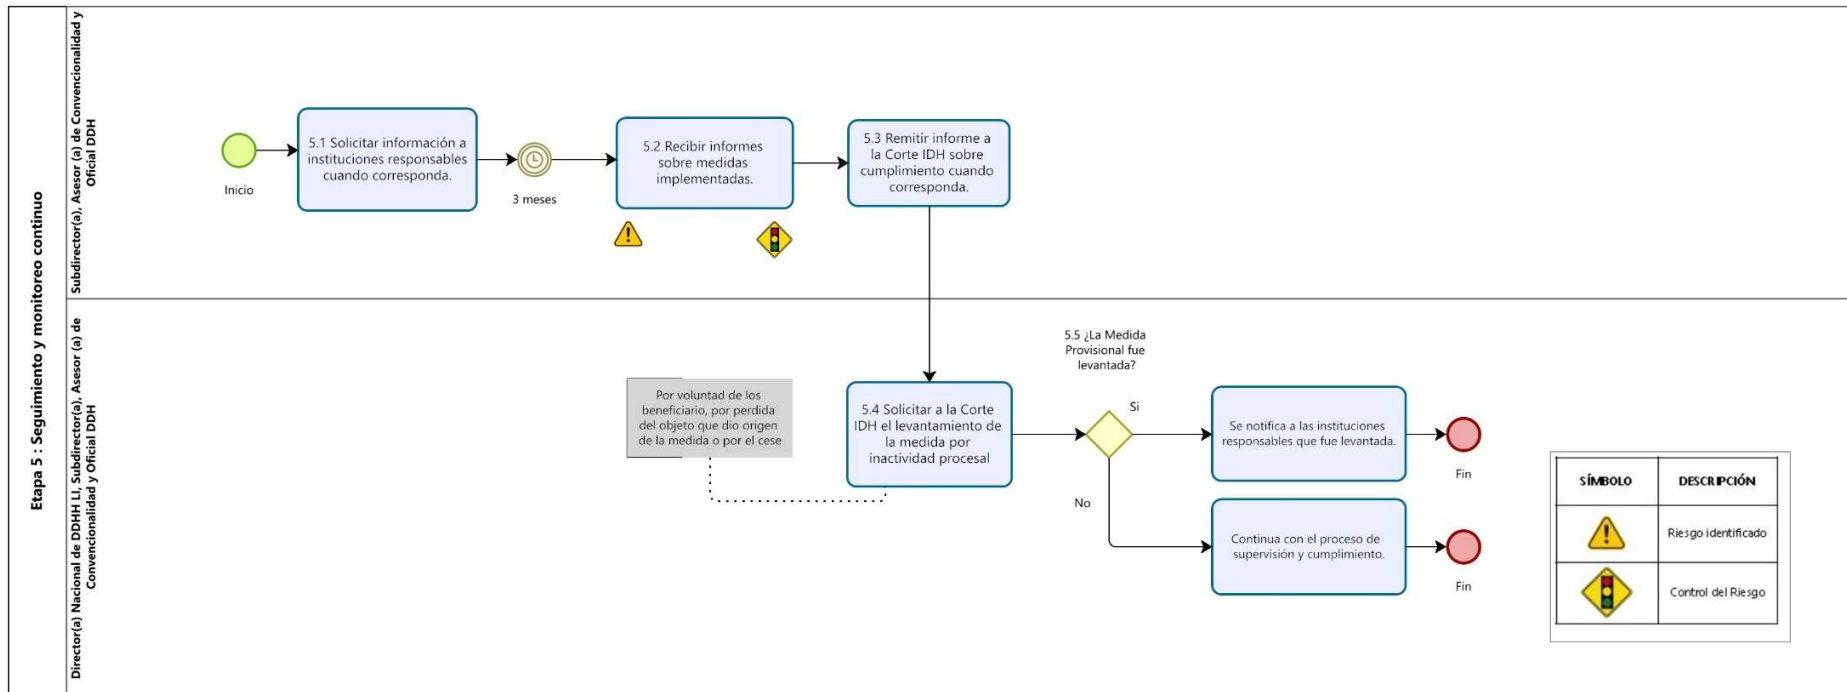 Etapa 5 : Seguimiento y monitoreo continuo
Subdirector(a), Asesor (a) de Convencionalidad y
Oficial DDH
Inicio
5.1 Solicitar información a
instituciones responsables
cuando corresponda.
3 meses
5.2 Recibir informes
sobre medidas
implementadas.
5.3 Remitir informe a
la Corte IDH sobre
cumplimiento cuando
corresponda.
Director(a) Nacional de DDHH LI, Subdirector(a), Asesor (a) de
Convencionalidad y Oficial DDH
Por voluntad de los
beneficiario, por perdida
del objeto que dio origen
de la medida o por el cese
5.4 Solicitar a la Corte
IDH el levantamiento de
la medida por
inactividad procesal
5.5 ¿La Medida
Provisional fue
levantada?
Si
Se notifica a las instituciones
responsables que fue levantada.
Fin
No
Continua con el proceso de
supervisión y cumplimiento.
Fin
SÍMBOLO
DESCRIPCIÓN
Riesgo identificado
Control del Riesgo